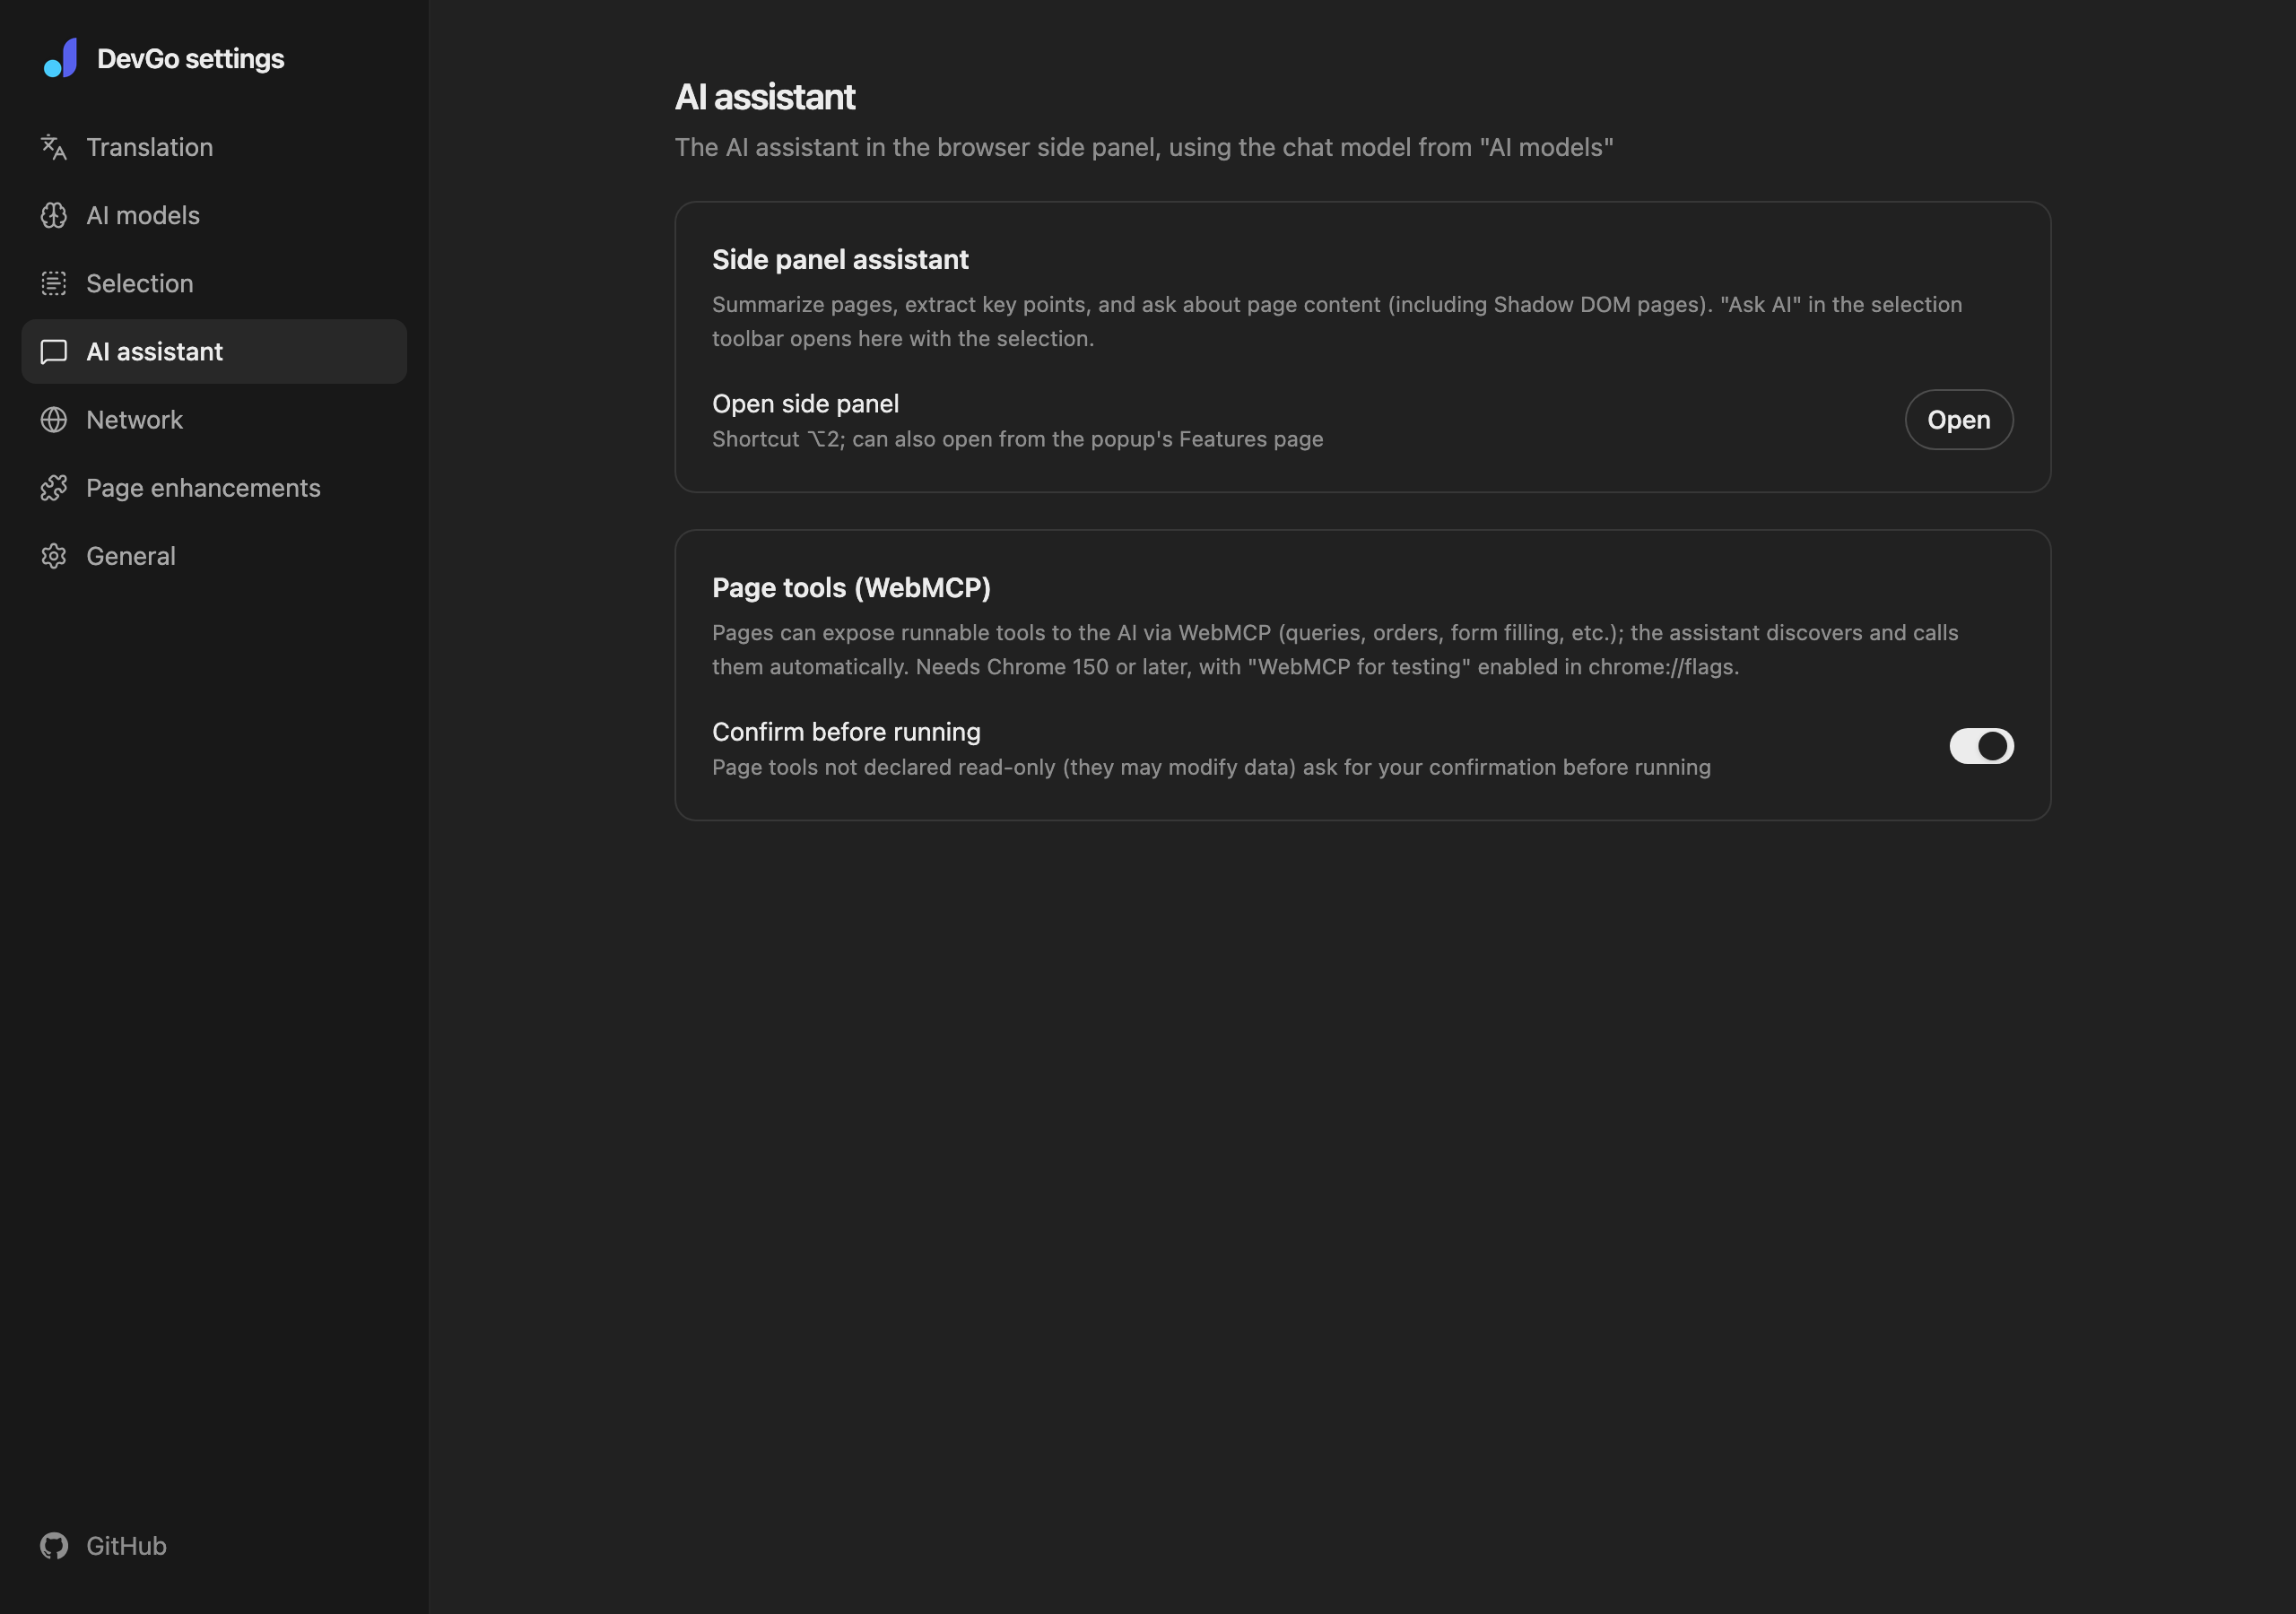 DevGo settings
Translation
AI models
Selection
AI assistant
Network
Page enhancements
General
GitHub
AI assistant
The AI assistant in the browser side panel, using the chat model from "AI models"
Side panel assistant
Summarize pages, extract key points, and ask about page content (including Shadow DOM pages). "Ask AI" in the selection
toolbar opens here with the selection.
Open side panel
Shortcut ⌥2; can also open from the popup's Features page
Open
Page tools (WebMCP)
Pages can expose runnable tools to the AI via WebMCP (queries, orders, form filling, etc.); the assistant discovers and calls
them automatically. Needs Chrome 150 or later, with "WebMCP for testing" enabled in chrome://flags.
Confirm before running
Page tools not declared read-only (they may modify data) ask for your confirmation before running